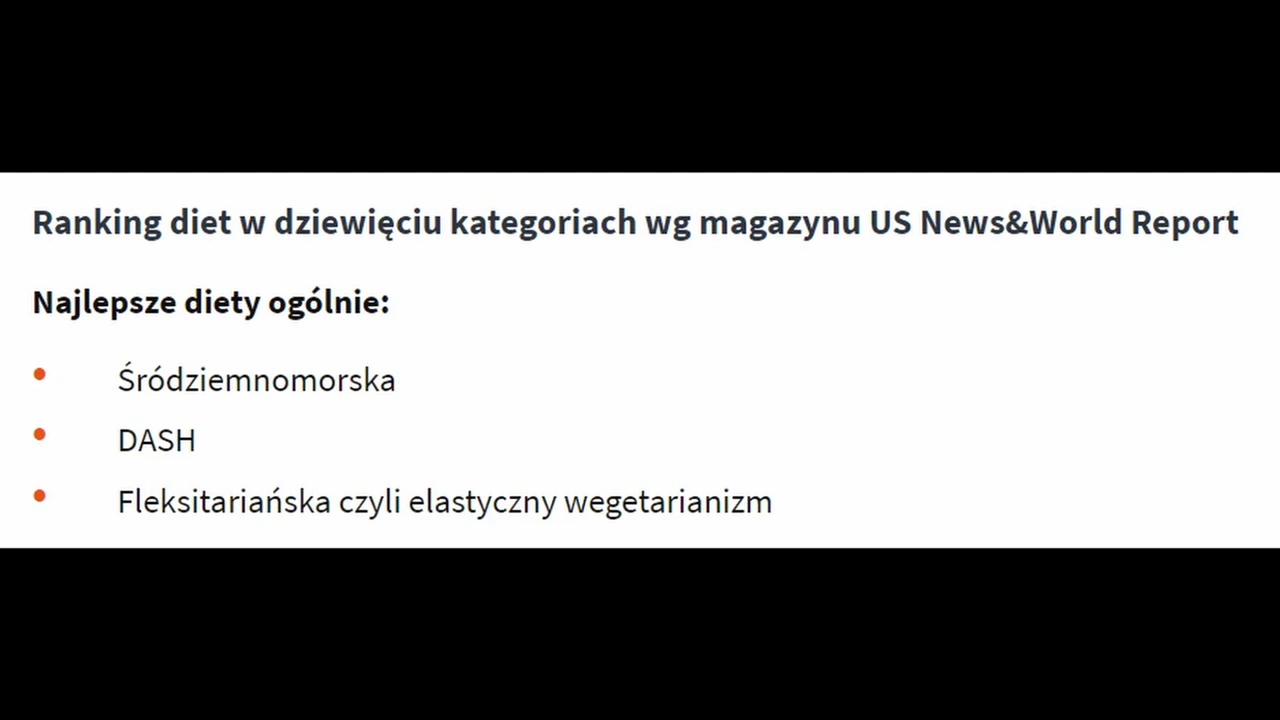 Ranking diet w dziewięciu kategoriach wg magazynu US News&World Report
Najlepsze diety ogólnie:
• Śródziemnomorska
• DASH
• Fleksitariańska czyli elastyczny wegetarianizm